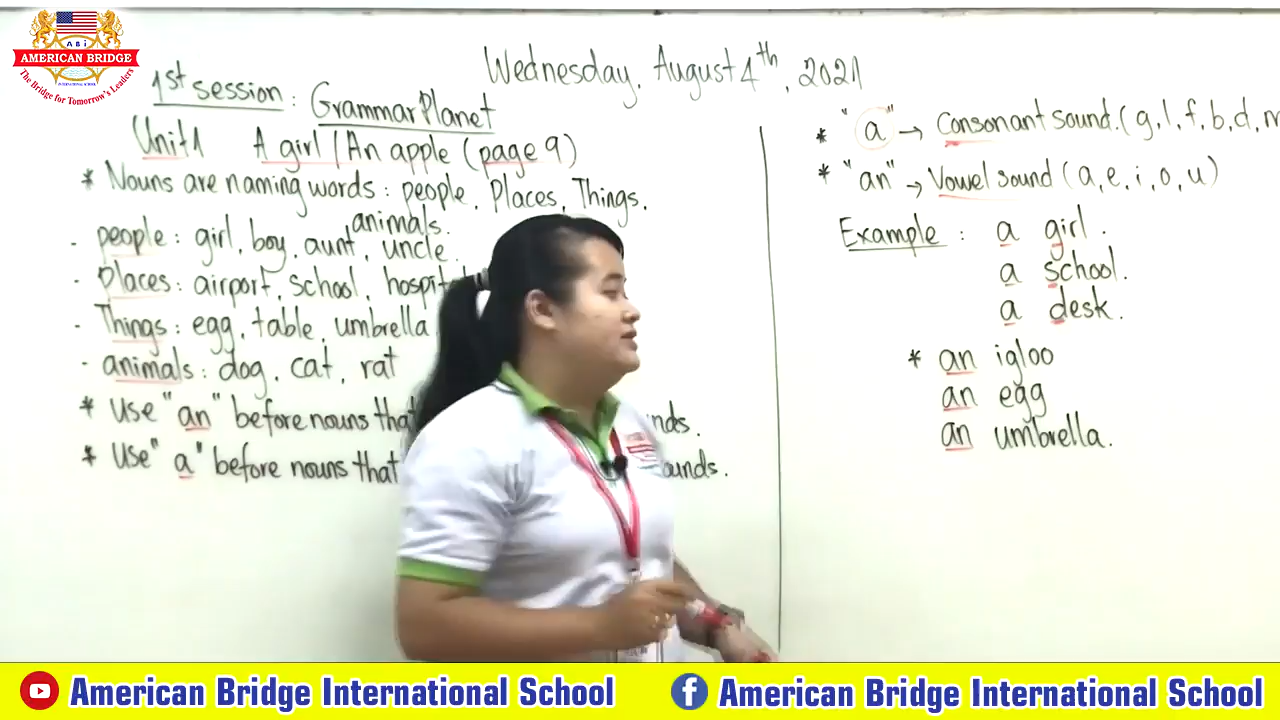 ABi
AMERICAN BRIDGE
INTERNATIONAL SCHOOL
The Bridge for Tomorrow's Leaders
Wednesday, August 4th, 2021
1st session : Grammar Planet
Unit 1 A girl / An apple (page 9)
* Nouns are naming words : people, Places, Things,
animals.
- people : girl, boy, aunt, uncle.
- Places : airport, school,
- Things : egg, table, umbrella
- animals : dog, cat, rat
* Use "an" before nouns that
* Use "a" before nouns that
* "a" → Consonant sound. (g, l, f, b, d,
* "an" → Vowel sound (a, e, i, o, u)
Example : a girl.
a school.
a desk.
* an igloo
an egg
an umbrella.
American Bridge International School
American Bridge International School